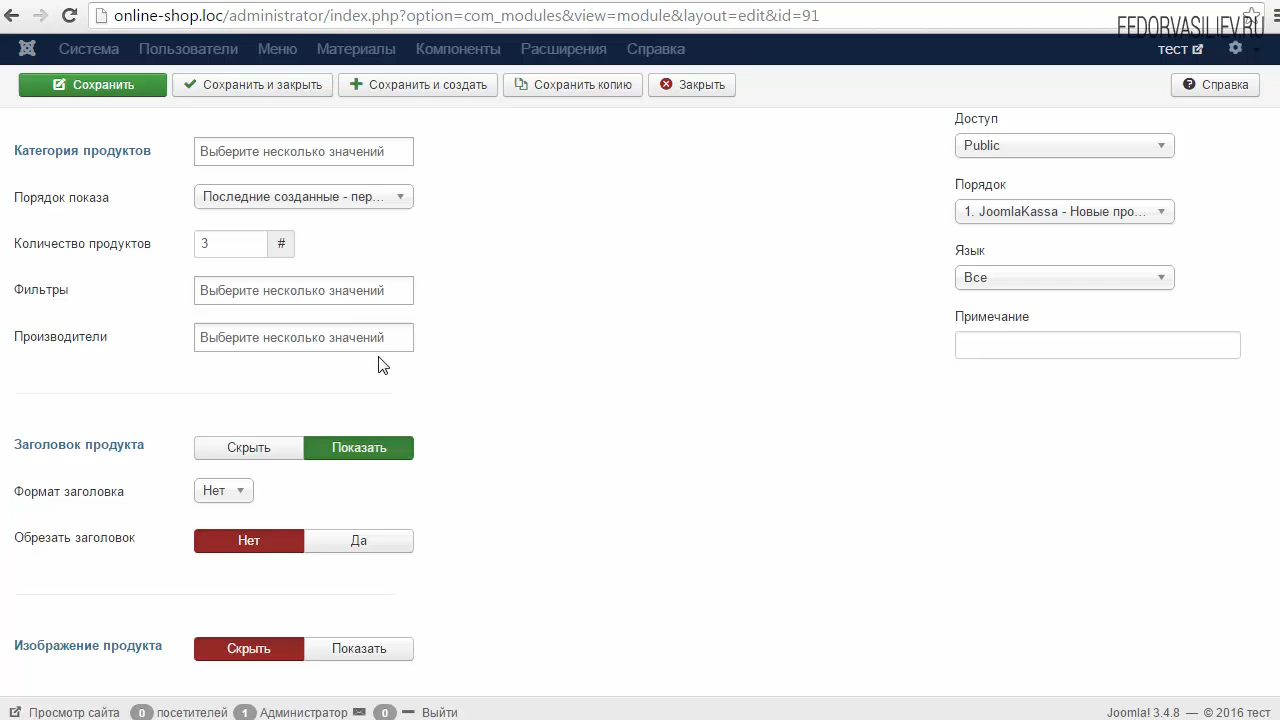 online-shop.loc/administrator/index.php?option=com_modules&view=module&layout=edit&id=91
FEDORVASILIEV.RU
Система Пользователи Меню Материалы Компоненты Расширения Справка тест
Сохранить Сохранить и закрыть Сохранить и создать Сохранить копию Закрыть ? Справка
Категория продуктов Выберите несколько значений
Порядок показа Последние созданные - пер...
Количество продуктов 3 #
Фильтры Выберите несколько значений
Производители Выберите несколько значений
Заголовок продукта Скрыть Показать
Формат заголовка Нет
Обрезать заголовок Нет Да
Изображение продукта Скрыть Показать
Доступ
Public
Порядок
1. JoomlaKassa - Новые про...
Язык
Все
Примечание
Просмотр сайта 0 посетителей 1 Администратор 0 Выйти Joomla! 3.4.8 — © 2016 тест